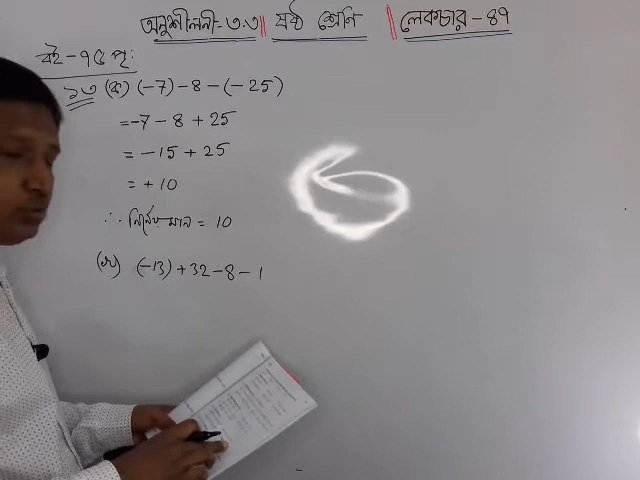 অনুশীলনী-৩.৩ || ষষ্ঠ শ্রেণি || লেকচার-৪৭
বই-৭৫ পৃ:
১৩ (ক) (-7) - 8 - (-25)
= -7 - 8 + 25
= -15 + 25
= +10
∴ নির্ণেয় মান = 10
(খ) (-13) + 32 - 8 - 1